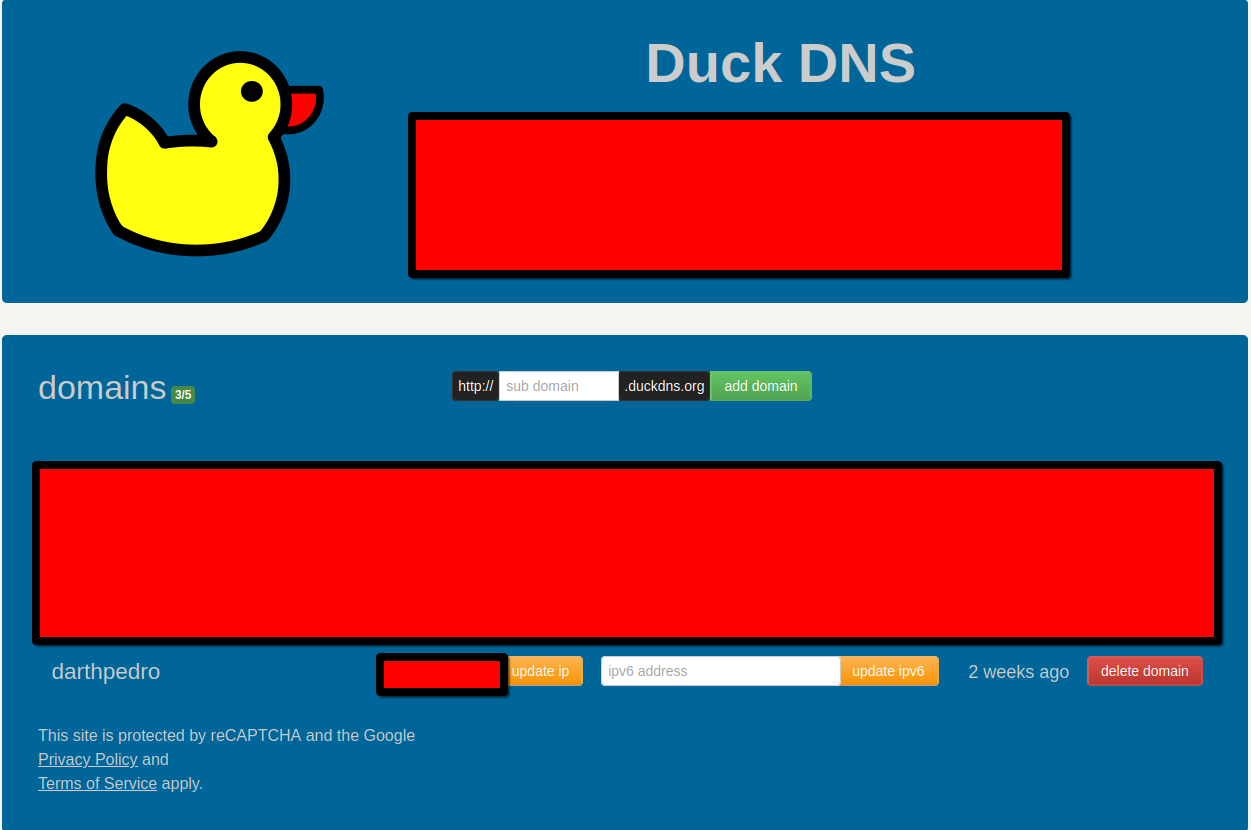 Duck DNS
domains 3/5
http:// sub domain .duckdns.org add domain
darthpedro update ip ipv6 address update ipv6 2 weeks ago delete domain
This site is protected by reCAPTCHA and the Google
Privacy Policy and
Terms of Service apply.